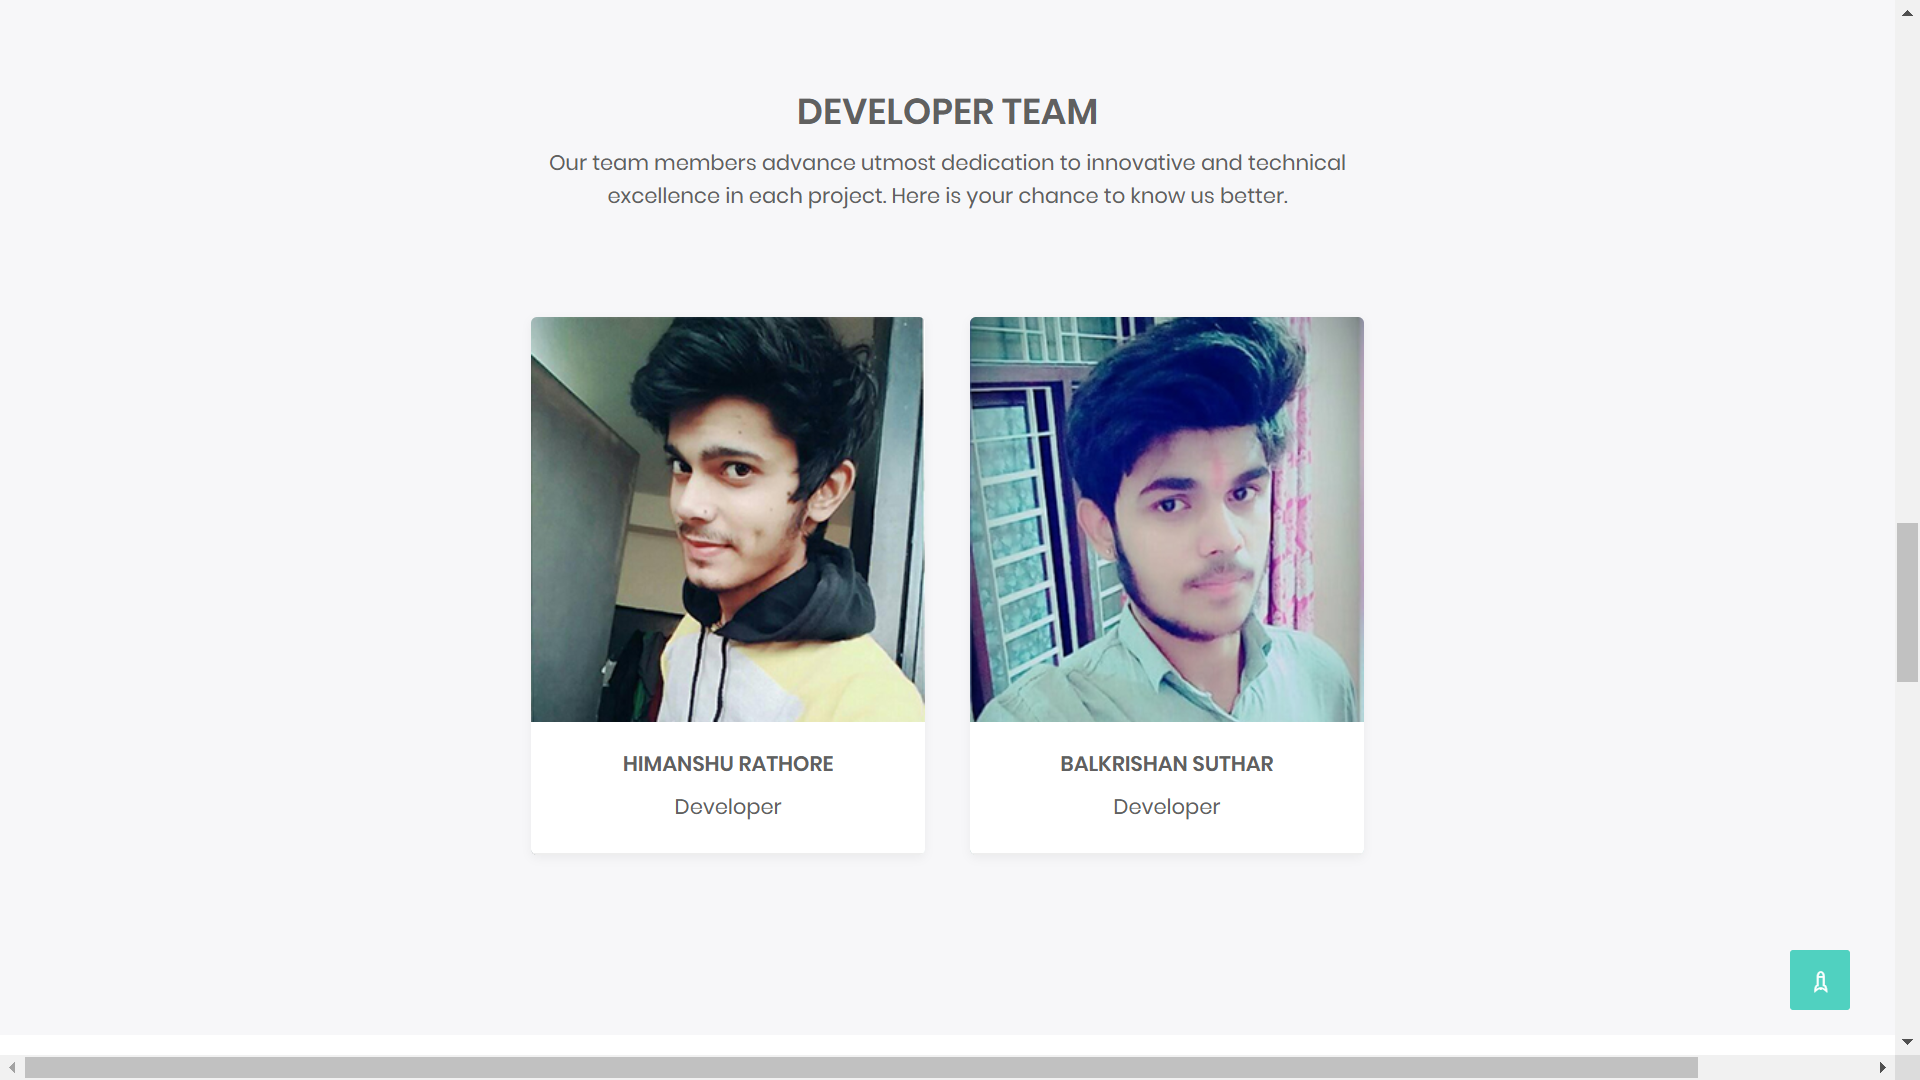 DEVELOPER TEAM
Our team members advance utmost dedication to innovative and technical
excellence in each project. Here is your chance to know us better.
HIMANSHU RATHORE
Developer
BALKRISHAN SUTHAR
Developer